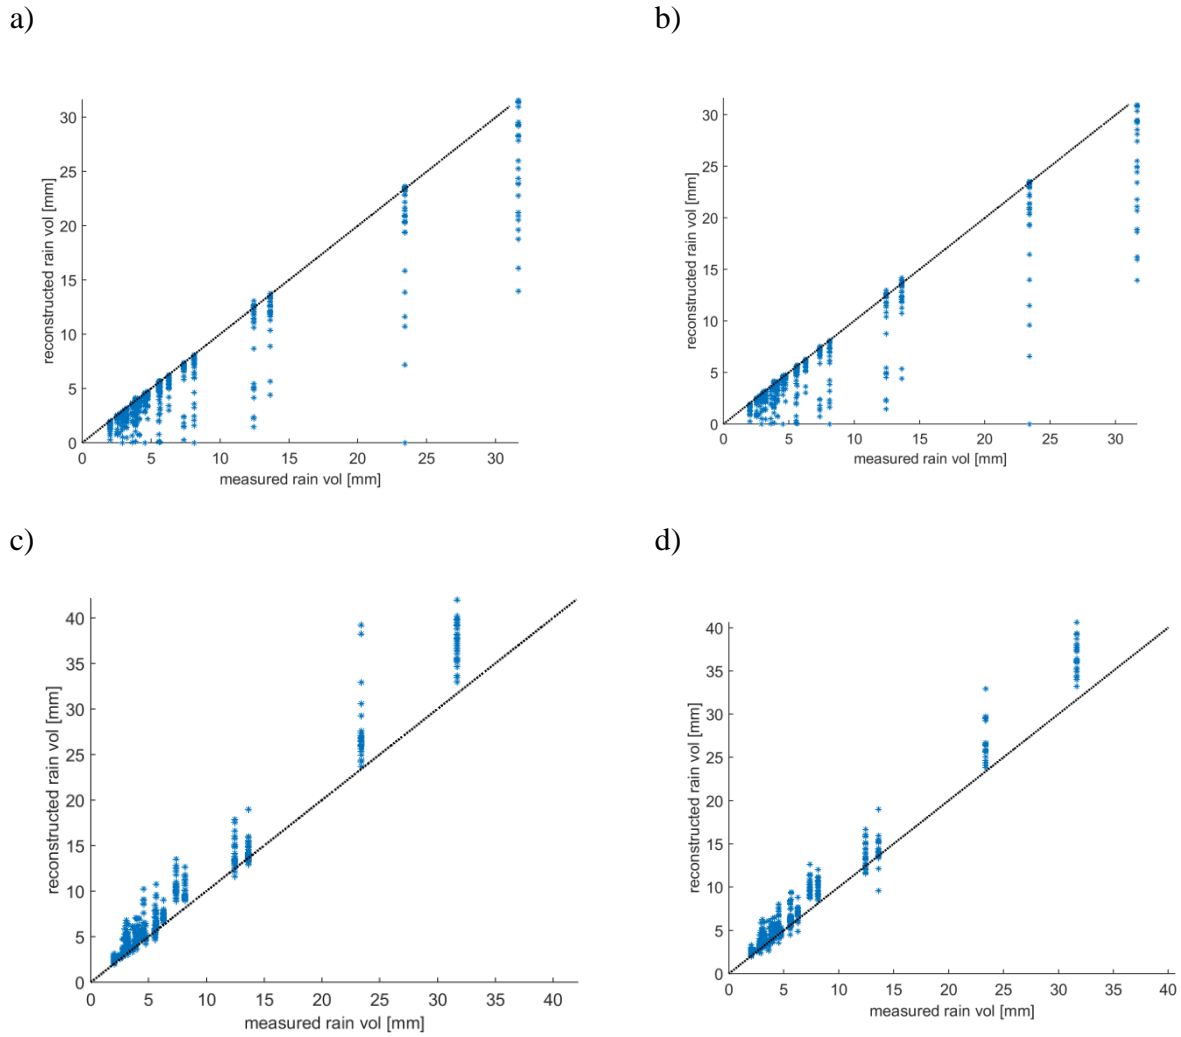 a)
b)
reconstructed rain vol [mm]
30
25
20
15
10
5
0
0 5 10 15 20 25 30
measured rain vol [mm]
reconstructed rain vol [mm]
30
25
20
15
10
5
0
0 5 10 15 20 25 30
measured rain vol [mm]
c)
d)
reconstructed rain vol [mm]
40
35
30
25
20
15
10
5
0
0 5 10 15 20 25 30 35 40
measured rain vol [mm]
reconstructed rain vol [mm]
40
35
30
25
20
15
10
5
0
0 5 10 15 20 25 30 35 40
measured rain vol [mm]